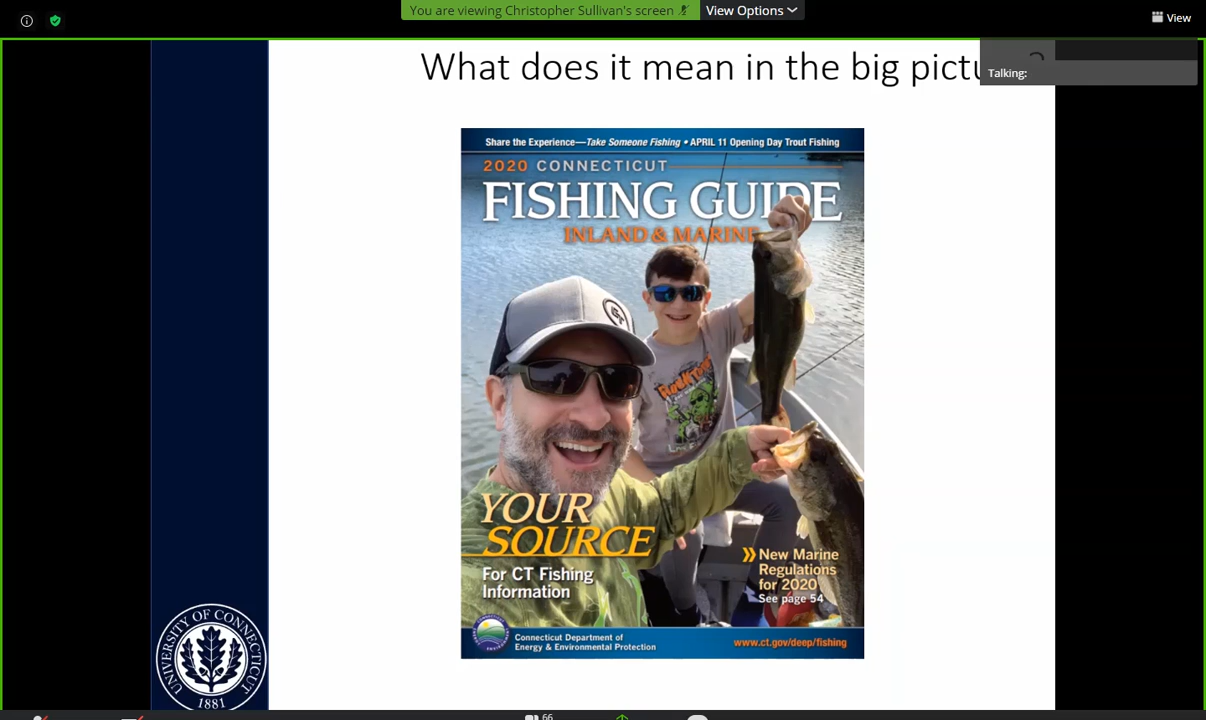 You are viewing Christopher Sullivan's screen
View Options
View
Talking:
What does it mean in the big pictu
Share the Experience—Take Someone Fishing • APRIL 11 Opening Day Trout Fishing
2020 CONNECTICUT
FISHING GUIDE
INLAND & MARINE
ROCKTOPUS
YOUR
SOURCE
For CT Fishing
Information
New Marine
Regulations
for 2020
See page 54
Connecticut Department of
Energy & Environmental Protection
www.ct.gov/deep/fishing
UNIVERSITY OF CONNECTICUT
1881
66